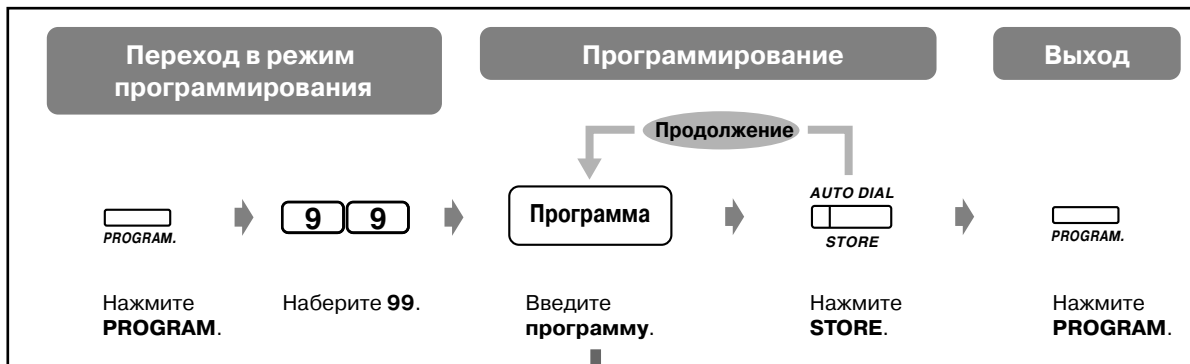 Переход в режим
программирования
Программирование
Выход
Продолжение
PROGRAM.
9 9
Программа
AUTO DIAL
STORE
PROGRAM.
Нажмите
PROGRAM.
Наберите 99.
Введите
программу.
Нажмите
STORE.
Нажмите
PROGRAM.